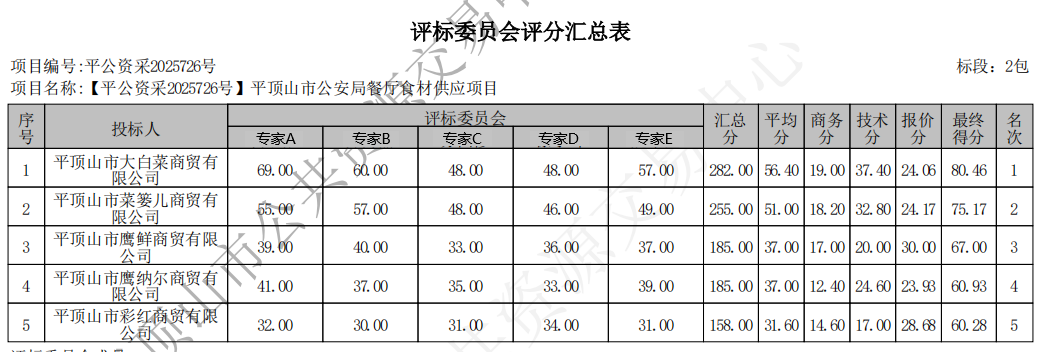 评标委员会评分汇总表
项目编号:平公资采2025726号 标段：2包
项目名称:【平公资采2025726号】平顶山市公安局餐厅食材供应项目
序号 投标人 评标委员会 汇总分 平均分 商务分 技术分 报价分 最终得分 名次
专家A 专家B 专家C 专家D 专家E
1 平顶山市大白菜商贸有限公司 69.00 60.00 48.00 48.00 57.00 282.00 56.40 19.00 37.40 24.06 80.46 1
2 平顶山市菜篓儿商贸有限公司 55.00 57.00 48.00 46.00 49.00 255.00 51.00 18.20 32.80 24.17 75.17 2
3 平顶山市鹰鲜商贸有限公司 39.00 40.00 33.00 36.00 37.00 185.00 37.00 17.00 20.00 30.00 67.00 3
4 平顶山市鹰纳尔商贸有限公司 41.00 37.00 35.00 33.00 39.00 185.00 37.00 12.40 24.60 23.93 60.93 4
5 平顶山市彩红商贸有限公司 32.00 30.00 31.00 34.00 31.00 158.00 31.60 14.60 17.00 28.68 60.28 5